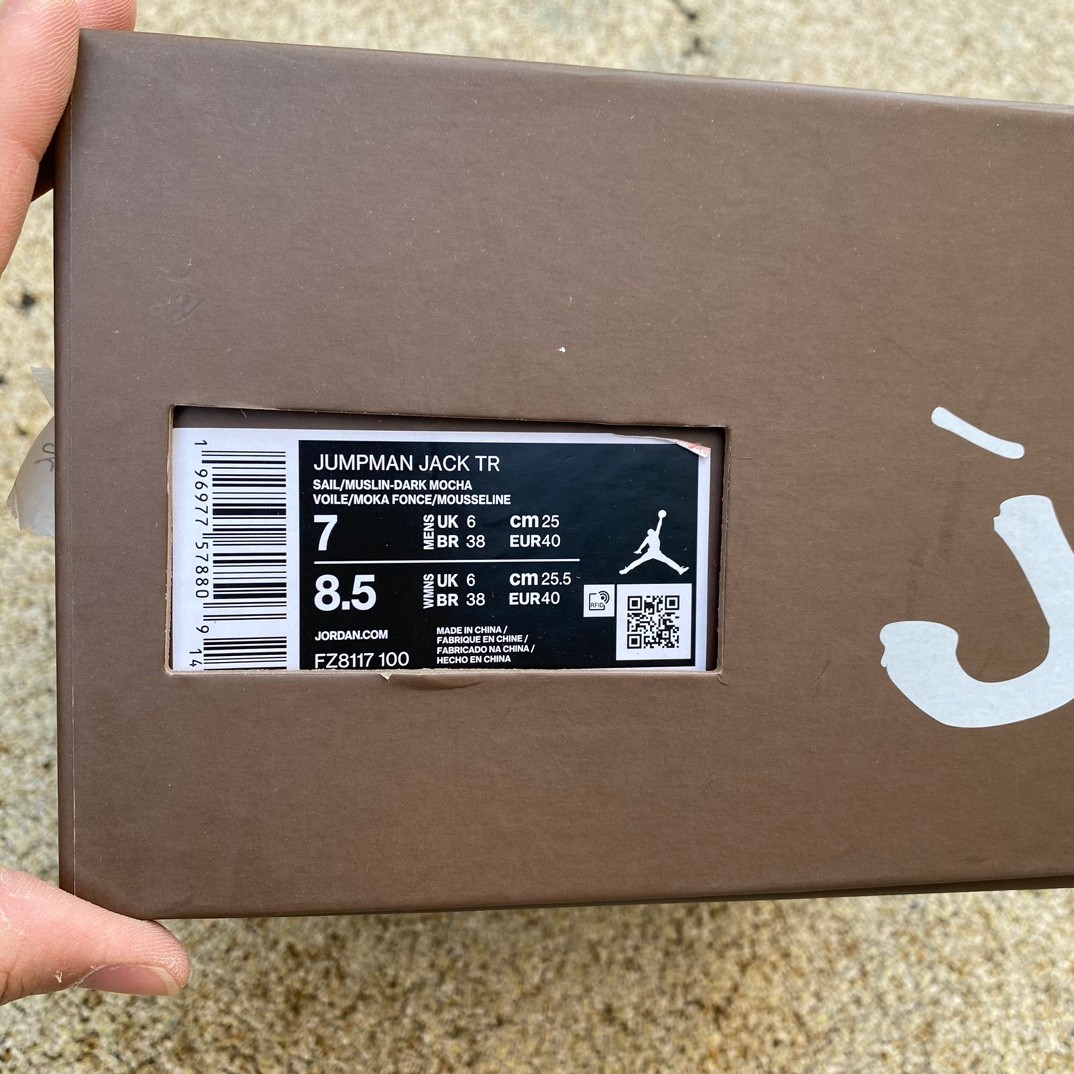 JUMPMAN JACK TR
SAIL/MUSLIN-DARK MOCHA
VOILE/MOKA FONCE/MOUSSELINE
7 MENS UK 6 cm 25
BR 38 EUR 40
8.5 WMNS UK 6 cm 25.5
BR 38 EUR 40
JORDAN.COM
FZ8117 100
MADE IN CHINA /
FABRIQUE EN CHINE /
FABRICADO NA CHINA /
HECHO EN CHINA
RFID
1 96977 57880 9 14
J